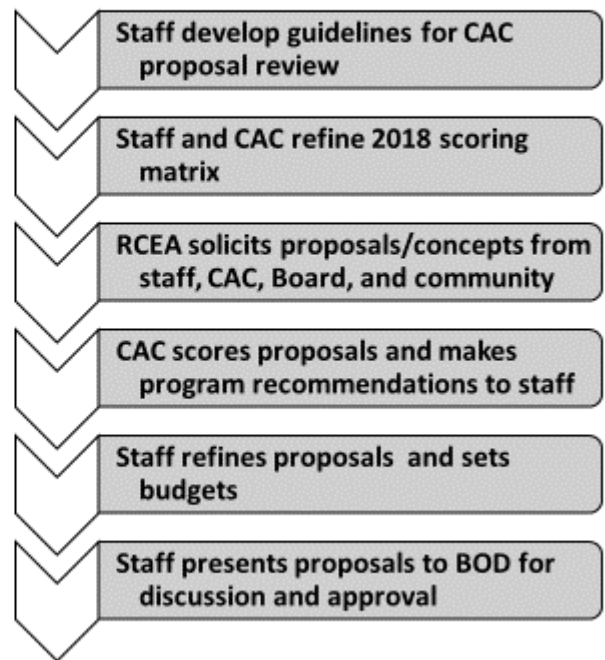 Staff develop guidelines for CAC
proposal review
Staff and CAC refine 2018 scoring
matrix
RCEA solicits proposals/concepts from
staff, CAC, Board, and community
CAC scores proposals and makes
program recommendations to staff
Staff refines proposals and sets
budgets
Staff presents proposals to BOD for
discussion and approval